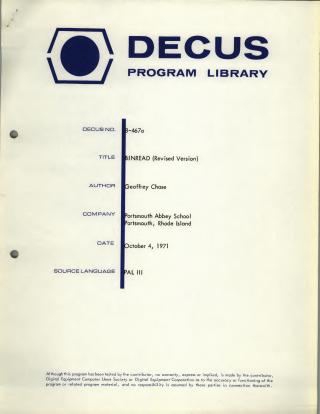 DECUS
PROGRAM LIBRARY
DECUS NO. 8-467a
TITLE BINREAD (Revised Version)
AUTHOR Geoffrey Chase
COMPANY Portsmouth Abbey School
Portsmouth, Rhode Island
DATE October 4, 1971
SOURCE LANGUAGE PAL III
Although this program has been tested by the contributor, no warranty, express or implied, is made by the contributor,
Digital Equipment Computer Users Society or Digital Equipment Corporation as to the accuracy or functioning of the
program or related program material, and no responsibility is assumed by these parties in connection therewith.